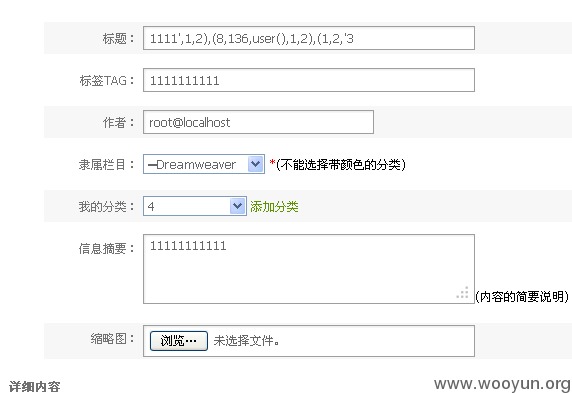 标题： 1111',1,2),(8,136,user(),1,2),(1,2,'3
标签TAG： 1111111111
作者： root@localhost
隶属栏目： —Dreamweaver *(不能选择带颜色的分类)
我的分类： 4 添加分类
信息摘要： 11111111111
(内容的简要说明)
缩略图： 浏览… 未选择文件。
详细内容
www.wooyun.org